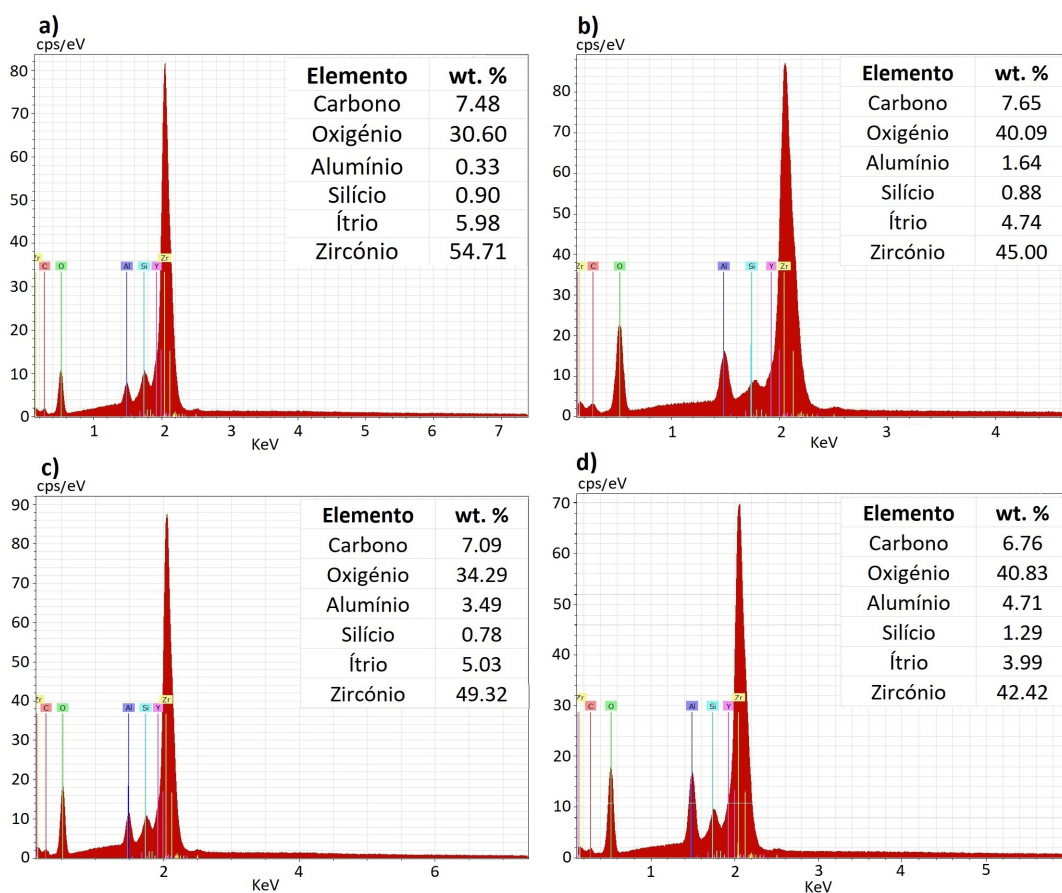 a)
cps/eV
80
70
60
50
40
30
20
10
0
Zr C O Al Si Y Zr
1 2 3 4 5 6 7
KeV
Elemento wt. %
Carbono 7.48
Oxigénio 30.60
Alumínio 0.33
Silício 0.90
Ítrio 5.98
Zircónio 54.71
b)
cps/eV
80
70
60
50
40
30
20
10
0
Zr C O Al Si Y Zr
1 2 3 4
KeV
Elemento wt. %
Carbono 7.65
Oxigénio 40.09
Alumínio 1.64
Silício 0.88
Ítrio 4.74
Zircónio 45.00
c)
cps/eV
90
80
70
60
50
40
30
20
10
0
Zr C O Al Si Y Zr
1 2 3 4 6
KeV
Elemento wt. %
Carbono 7.09
Oxigénio 34.29
Alumínio 3.49
Silício 0.78
Ítrio 5.03
Zircónio 49.32
d)
cps/eV
70
60
50
40
30
20
10
0
Zr C O Al Si Y Zr
1 2 3 4 5
KeV
Elemento wt. %
Carbono 6.76
Oxigénio 40.83
Alumínio 4.71
Silício 1.29
Ítrio 3.99
Zircónio 42.42